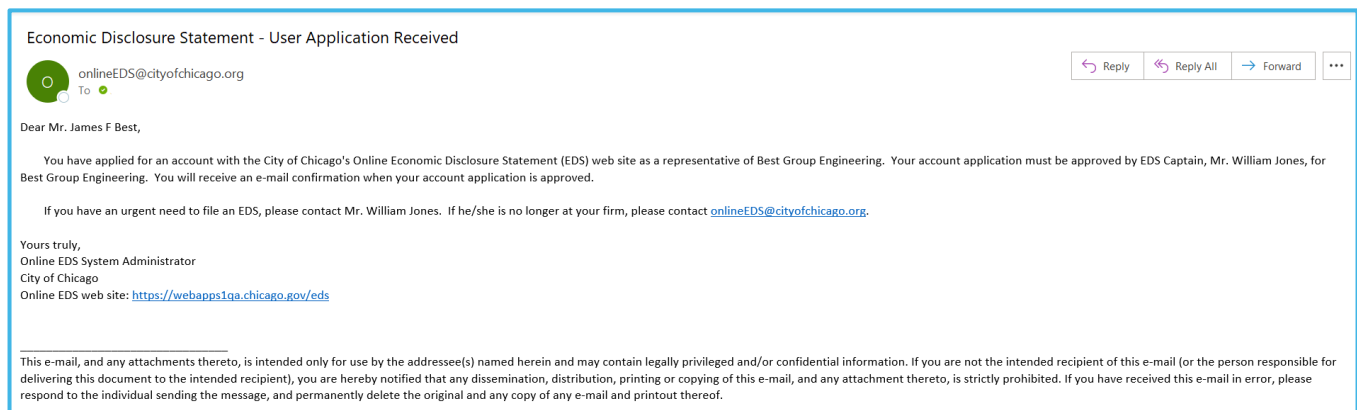 Economic Disclosure Statement - User Application Received
O
onlineEDS@cityofchicago.org
To
Reply
Reply All
Forward
Dear Mr. James F Best,
You have applied for an account with the City of Chicago's Online Economic Disclosure Statement (EDS) web site as a representative of Best Group Engineering.  Your account application must be approved by EDS Captain, Mr. William Jones, for
Best Group Engineering.  You will receive an e-mail confirmation when your account application is approved.
If you have an urgent need to file an EDS, please contact Mr. William Jones.  If he/she is no longer at your firm, please contact onlineEDS@cityofchicago.org.
Yours truly,
Online EDS System Administrator
City of Chicago
Online EDS web site: https://webapps1qa.chicago.gov/eds
This e-mail, and any attachments thereto, is intended only for use by the addressee(s) named herein and may contain legally privileged and/or confidential information. If you are not the intended recipient of this e-mail (or the person responsible for
delivering this document to the intended recipient), you are hereby notified that any dissemination, distribution, printing or copying of this e-mail, and any attachment thereto, is strictly prohibited. If you have received this e-mail in error, please
respond to the individual sending the message, and permanently delete the original and any copy of any e-mail and printout thereof.